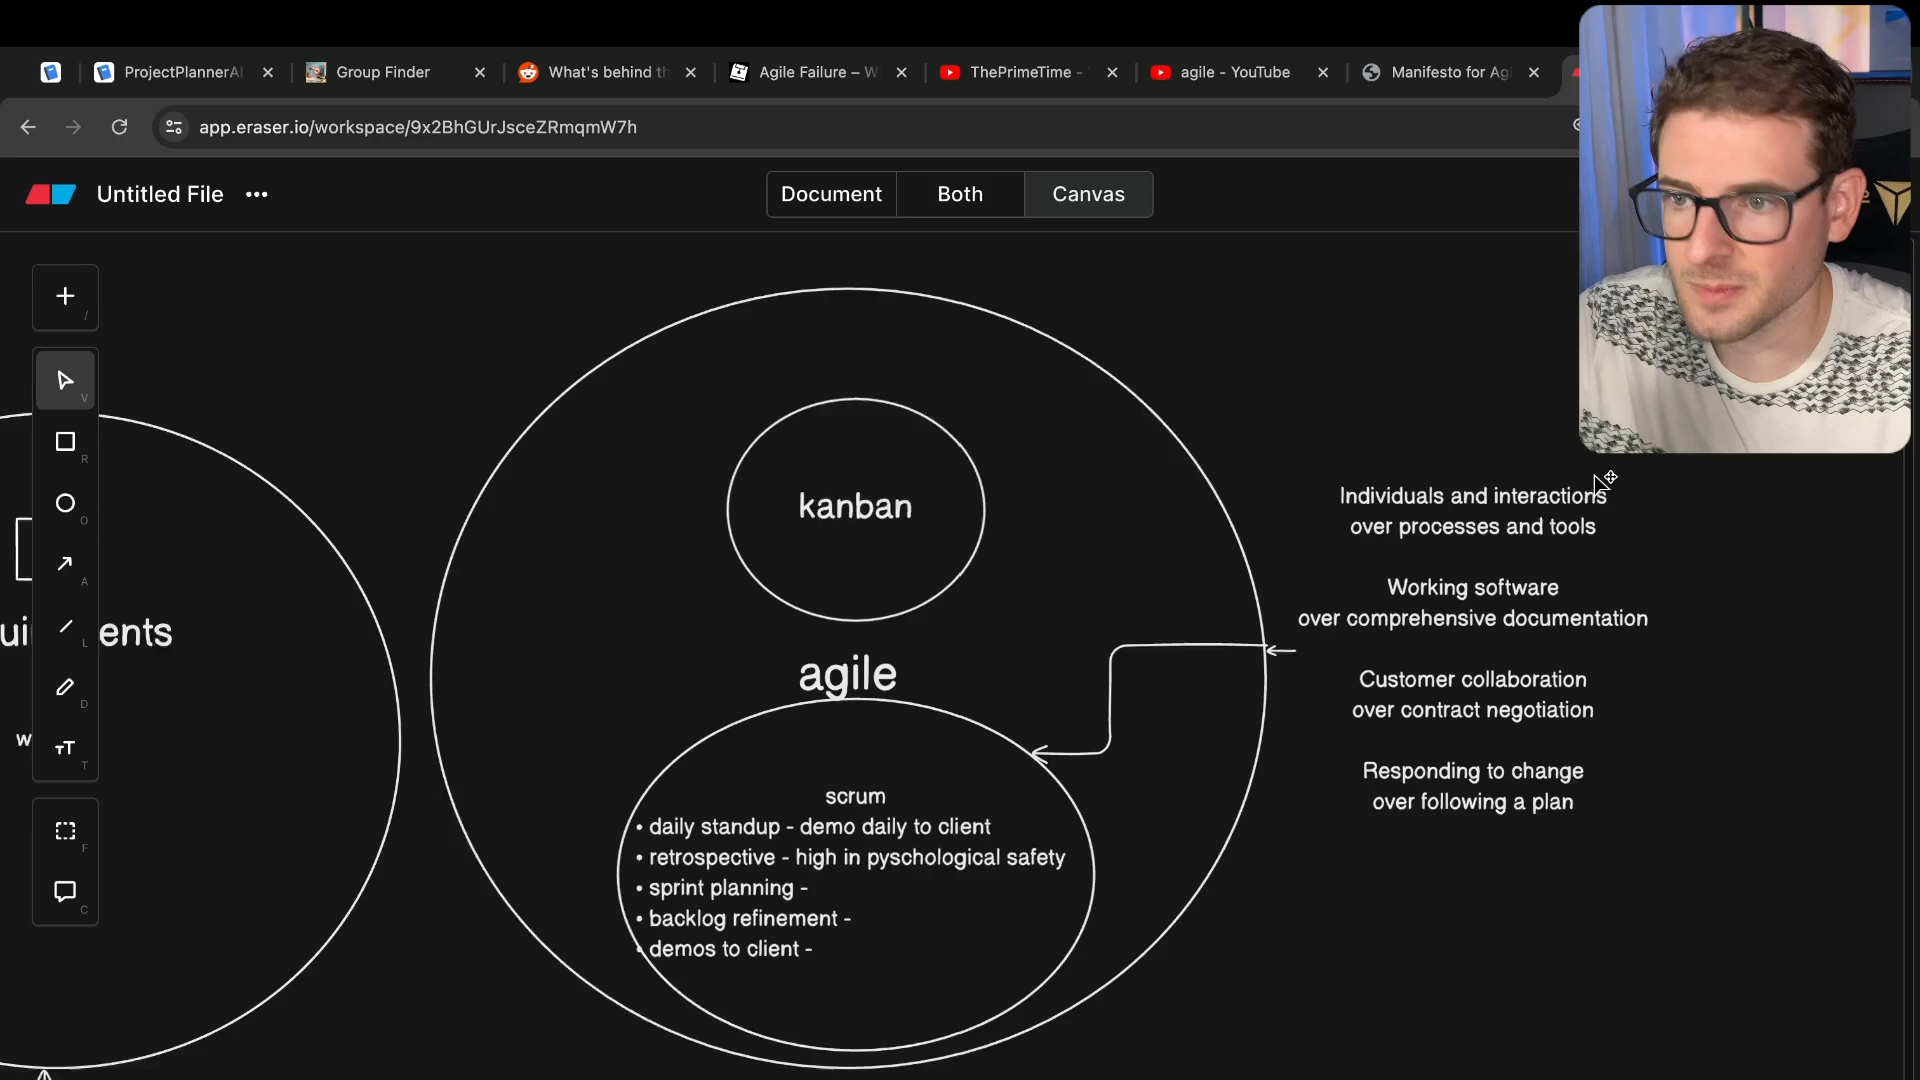 ProjectPlannerAI
Group Finder
What's behind th
Agile Failure – W
ThePrimeTime -
agile - YouTube
Manifesto for Ag
app.eraser.io/workspace/9x2BhGUrJsceZRmqmW7h
Untitled File
Document
Both
Canvas
/
V
R
O
A
L
D
T
F
C
ui
ents
w
kanban
agile
scrum
• daily standup - demo daily to client
• retrospective - high in pyschological safety
• sprint planning -
• backlog refinement -
• demos to client -
Individuals and interactions
over processes and tools
Working software
over comprehensive documentation
Customer collaboration
over contract negotiation
Responding to change
over following a plan